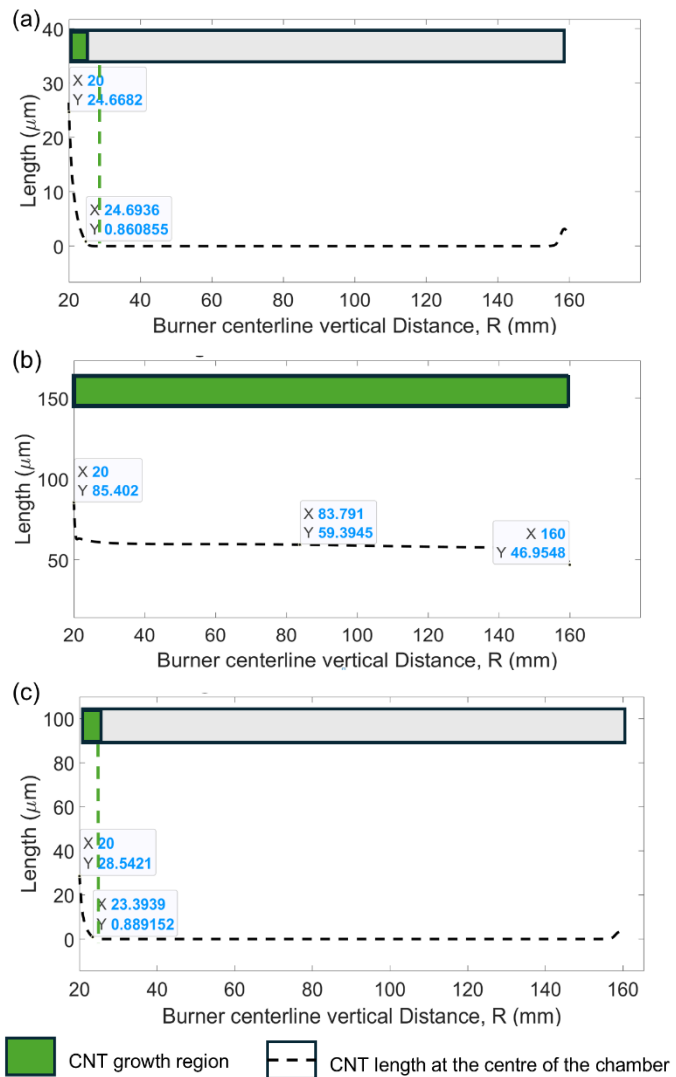 (a)
40
30
20
10
0
Length (μm)
X 20
Y 24.6682
X 24.6936
Y 0.860855
20 40 60 80 100 120 140 160
Burner centerline vertical Distance, R (mm)
(b)
150
100
50
Length (μm)
X 20
Y 85.402
X 83.791
Y 59.3945
X 160
Y 46.9548
20 40 60 80 100 120 140 160
Burner centerline vertical Distance, R (mm)
(c)
100
80
60
40
20
0
Length (μm)
X 20
Y 28.5421
X 23.3939
Y 0.889152
20 40 60 80 100 120 140 160
Burner centerline vertical Distance, R (mm)
CNT growth region
CNT length at the centre of the chamber